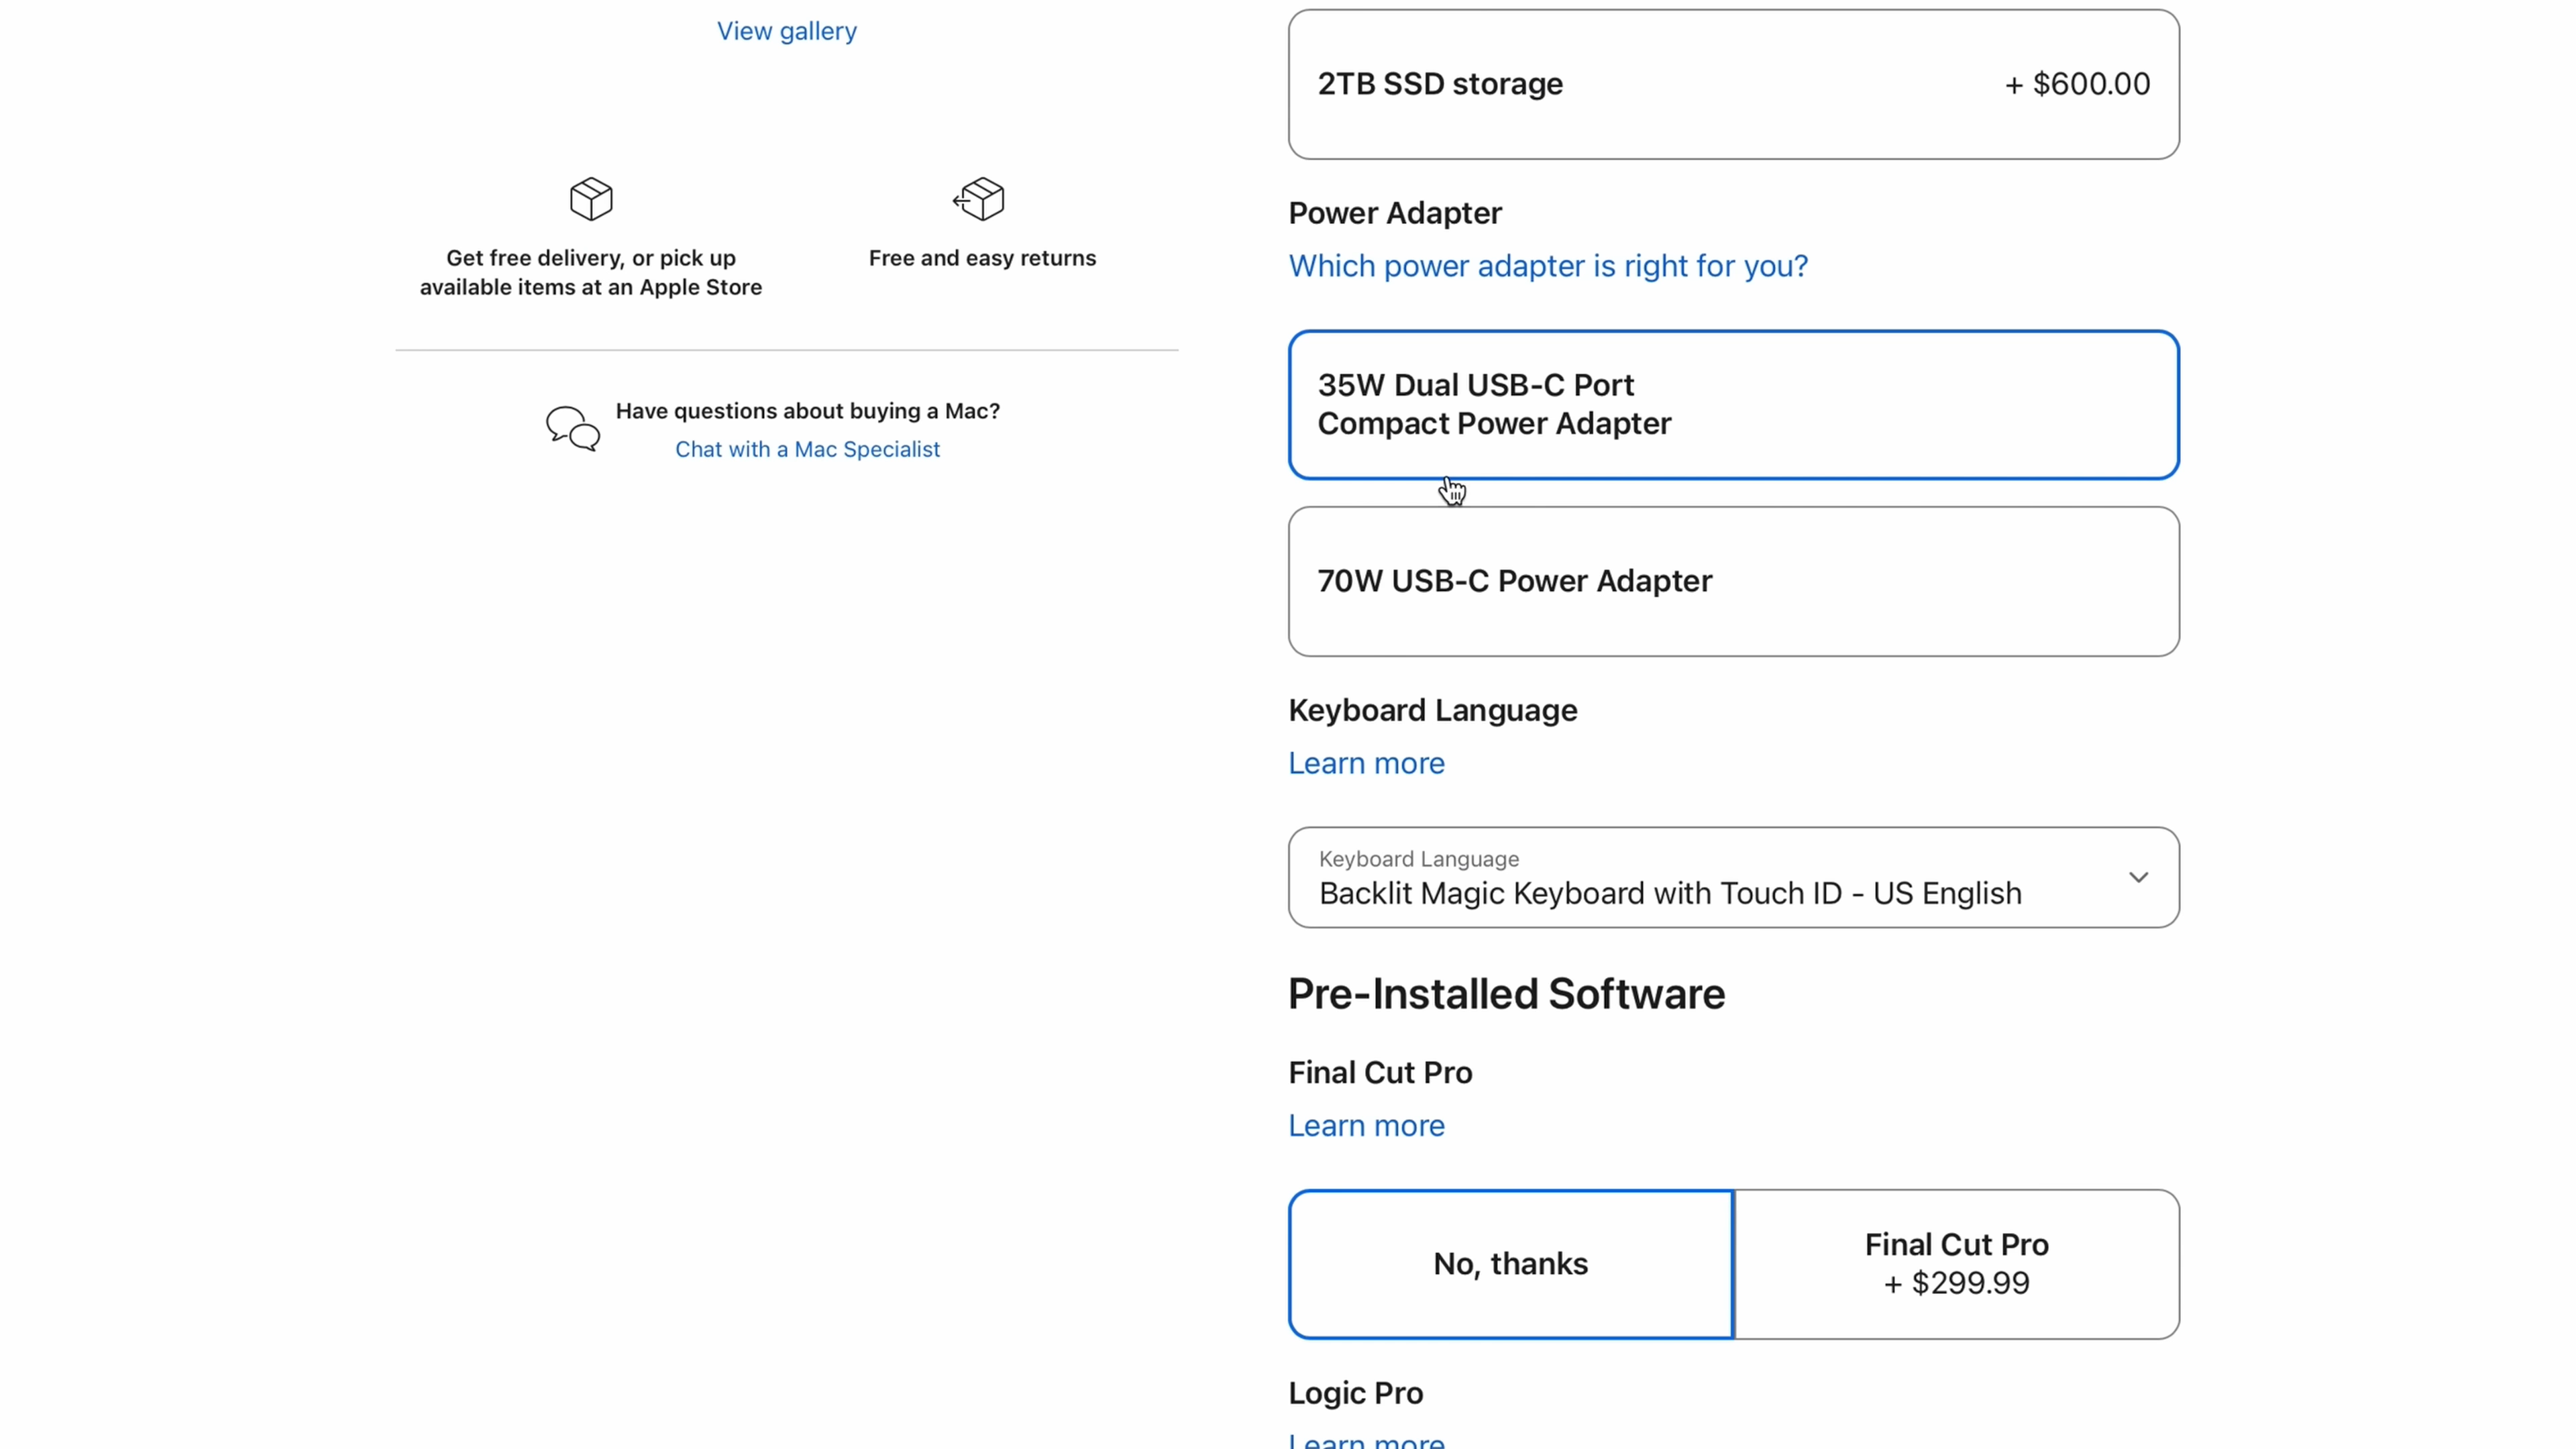 View gallery
Get free delivery, or pick up
available items at an Apple Store
Free and easy returns
Have questions about buying a Mac?
Chat with a Mac Specialist
2TB SSD storage
+ $600.00
Power Adapter
Which power adapter is right for you?
35W Dual USB-C Port
Compact Power Adapter
70W USB-C Power Adapter
Keyboard Language
Learn more
Keyboard Language
Backlit Magic Keyboard with Touch ID - US English
Pre-Installed Software
Final Cut Pro
Learn more
No, thanks
Final Cut Pro
+ $299.99
Logic Pro
Learn more